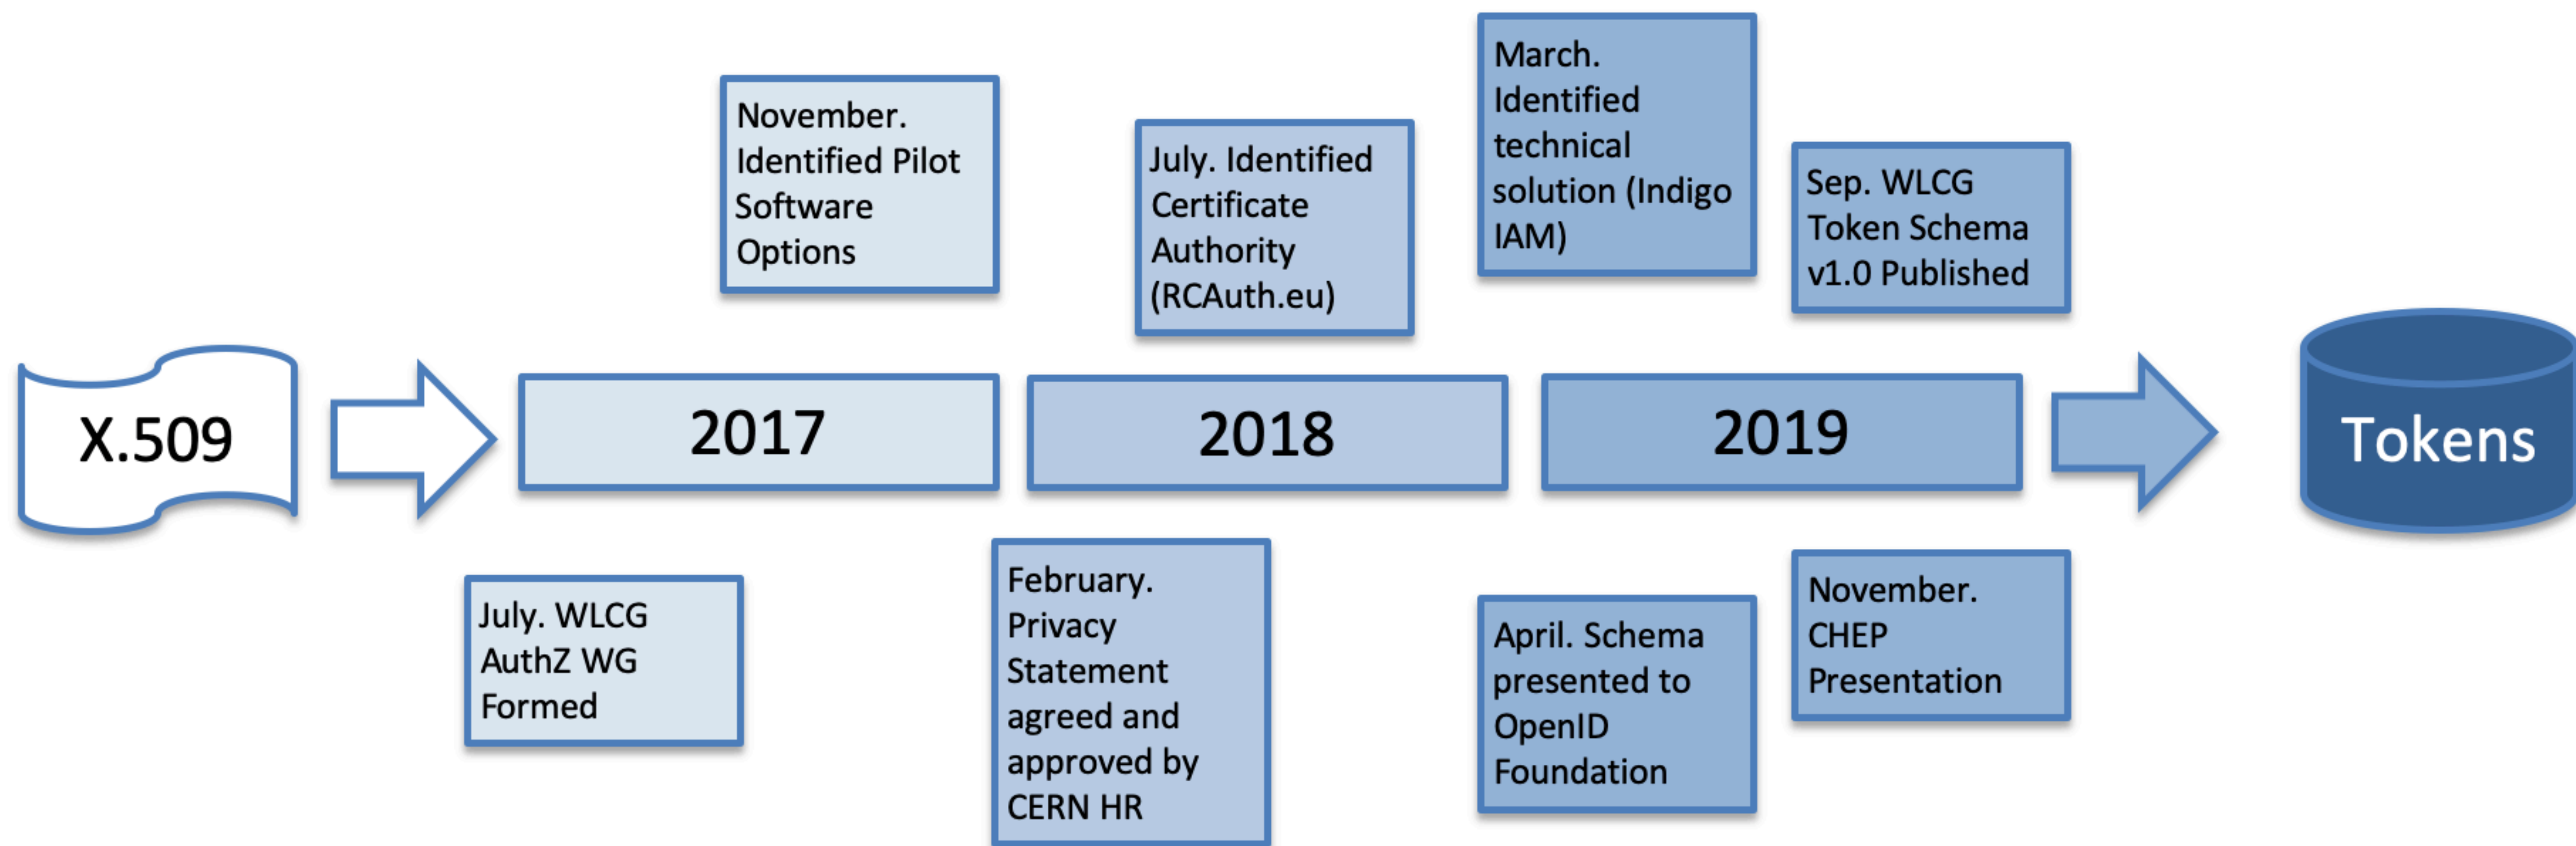 November.
Identified Pilot
Software
Options
July. Identified
Certificate
Authority
(RCAuth.eu)
March.
Identified
technical
solution (Indigo
IAM)
Sep. WLCG
Token Schema
v1.0 Published
X.509
2017
2018
2019
Tokens
July. WLCG
AuthZ WG
Formed
February.
Privacy
Statement
agreed and
approved by
CERN HR
April. Schema
presented to
OpenID
Foundation
November.
CHEP
Presentation